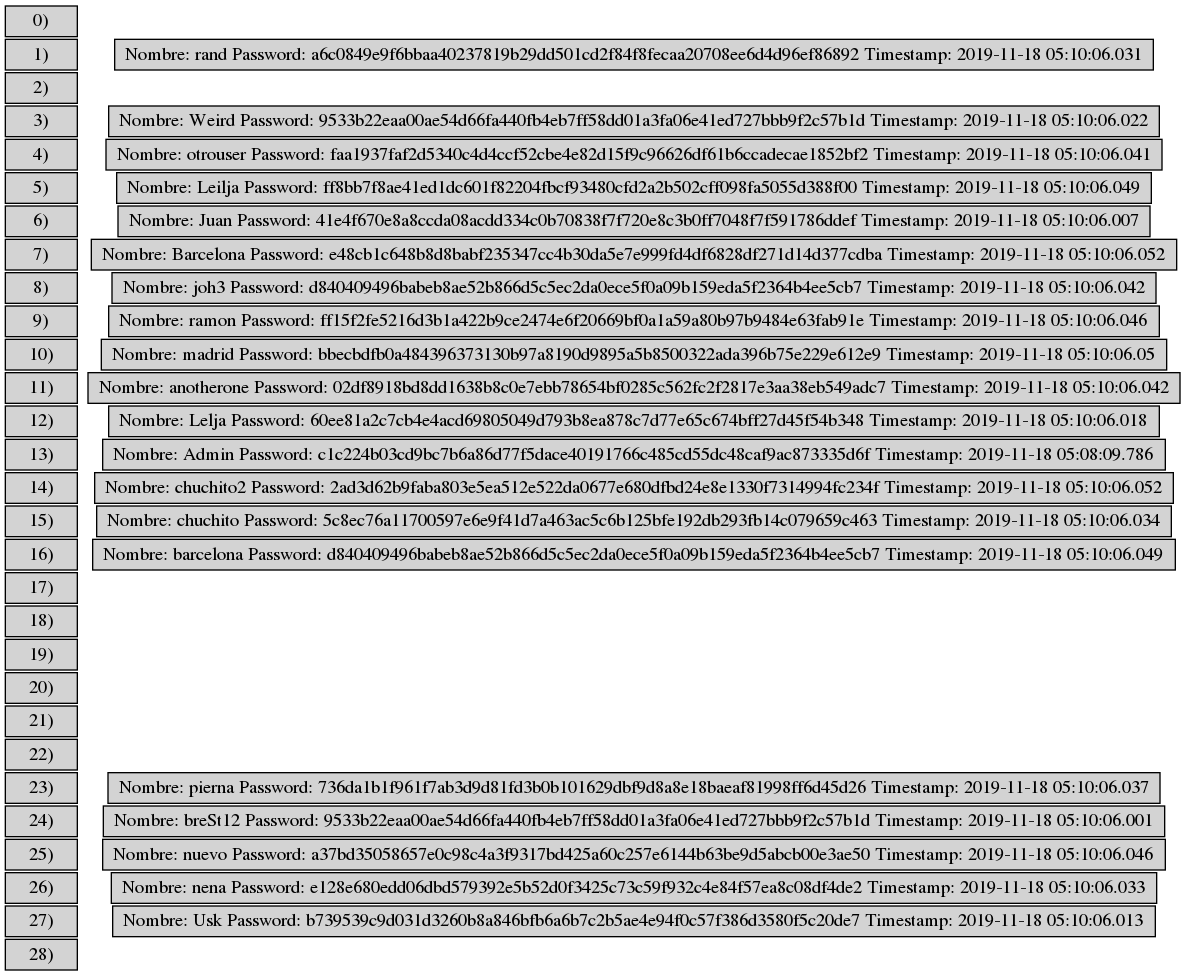 0)
1) Nombre: rand Password: a6c0849e9f6bbaa40237819b29dd501cd2f84f8fecaa20708ee6d4d96ef86892 Timestamp: 2019-11-18 05:10:06.031
2)
3) Nombre: Weird Password: 9533b22eaa00ae54d66fa440fb4eb7ff58dd01a3fa06e41ed727bbb9f2c57b1d Timestamp: 2019-11-18 05:10:06.022
4) Nombre: otrouser Password: faa1937faf2d5340c4d4ccf52cbe4e82d15f9c96626df61b6ccadecae1852bf2 Timestamp: 2019-11-18 05:10:06.041
5) Nombre: Leilja Password: ff8bb7f8ae41ed1dc601f82204fbcf93480cfd2a2b502cff098fa5055d388f00 Timestamp: 2019-11-18 05:10:06.049
6) Nombre: Juan Password: 41e4f670e8a8ccda08acdd334c0b70838f7f720e8c3b0ff7048f7f591786ddef Timestamp: 2019-11-18 05:10:06.007
7) Nombre: Barcelona Password: e48cb1c648b8d8babf235347cc4b30da5e7e999fd4df6828df271d14d377cdba Timestamp: 2019-11-18 05:10:06.052
8) Nombre: joh3 Password: d840409496babeb8ae52b866d5c5ec2da0ece5f0a09b159eda5f2364b4ee5cb7 Timestamp: 2019-11-18 05:10:06.042
9) Nombre: ramon Password: ff15f2fe5216d3b1a422b9ce2474e6f20669bf0a1a59a80b97b9484e63fab91e Timestamp: 2019-11-18 05:10:06.046
10) Nombre: madrid Password: bbecbdfb0a484396373130b97a8190d9895a5b8500322ada396b75e229e612e9 Timestamp: 2019-11-18 05:10:06.05
11) Nombre: anotherone Password: 02df8918bd8dd1638b8c0e7ebb78654bf0285c562fc2f2817e3aa38eb549adc7 Timestamp: 2019-11-18 05:10:06.042
12) Nombre: Lelja Password: 60ee81a2c7cb4e4acd69805049d793b8ea878c7d77e65c674bff27d45f54b348 Timestamp: 2019-11-18 05:10:06.018
13) Nombre: Admin Password: c1c224b03cd9bc7b6a86d77f5dace40191766c485cd55dc48caf9ac873335d6f Timestamp: 2019-11-18 05:08:09.786
14) Nombre: chuchito2 Password: 2ad3d62b9faba803e5ea512e522da0677e680dfbd24e8e1330f7314994fc234f Timestamp: 2019-11-18 05:10:06.052
15) Nombre: chuchito Password: 5c8ec76a11700597e6e9f41d7a463ac5c6b125bfe192db293fb14c079659c463 Timestamp: 2019-11-18 05:10:06.034
16) Nombre: barcelona Password: d840409496babeb8ae52b866d5c5ec2da0ece5f0a09b159eda5f2364b4ee5cb7 Timestamp: 2019-11-18 05:10:06.049
17)
18)
19)
20)
21)
22)
23) Nombre: pierna Password: 736da1b1f961f7ab3d9d81fd3b0b101629dbf9d8a8e18baeaf81998ff6d45d26 Timestamp: 2019-11-18 05:10:06.037
24) Nombre: breSt12 Password: 9533b22eaa00ae54d66fa440fb4eb7ff58dd01a3fa06e41ed727bbb9f2c57b1d Timestamp: 2019-11-18 05:10:06.001
25) Nombre: nuevo Password: a37bd35058657e0c98c4a3f9317bd425a60c257e6144b63be9d5abcb00e3ae50 Timestamp: 2019-11-18 05:10:06.046
26) Nombre: nena Password: e128e680edd06dbd579392e5b52d0f3425c73c59f932c4e84f57ea8c08df4de2 Timestamp: 2019-11-18 05:10:06.033
27) Nombre: Usk Password: b739539c9d031d3260b8a846bfb6a6b7c2b5ae4e94f0c57f386d3580f5c20de7 Timestamp: 2019-11-18 05:10:06.013
28)